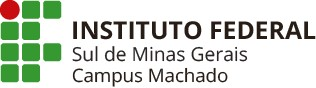 INSTITUTO FEDERAL
Sul de Minas Gerais
Campus Machado